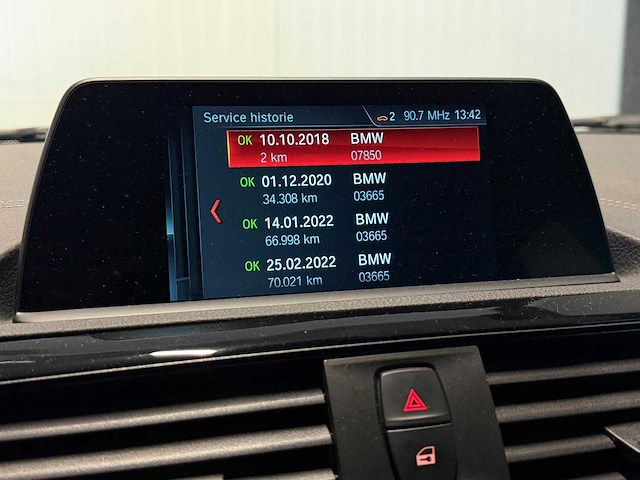 Service historie 2 90.7 MHz 13:42
OK 10.10.2018 BMW
2 km 07850
OK 01.12.2020 BMW
34.308 km 03665
OK 14.01.2022 BMW
66.998 km 03665
OK 25.02.2022 BMW
70.021 km 03665